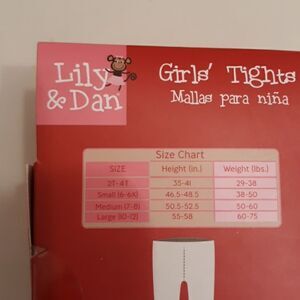 Lily
& Dan
Girls' Tights
Mallas para niña
Size Chart
SIZE Height (in.) Weight (lbs.)
2T-4T 35-41 29-38
Small (6-6X) 46.5-48.5 38-50
Medium (7-8) 50.5-52.5 50-60
Large (10-12) 55-58 60-75